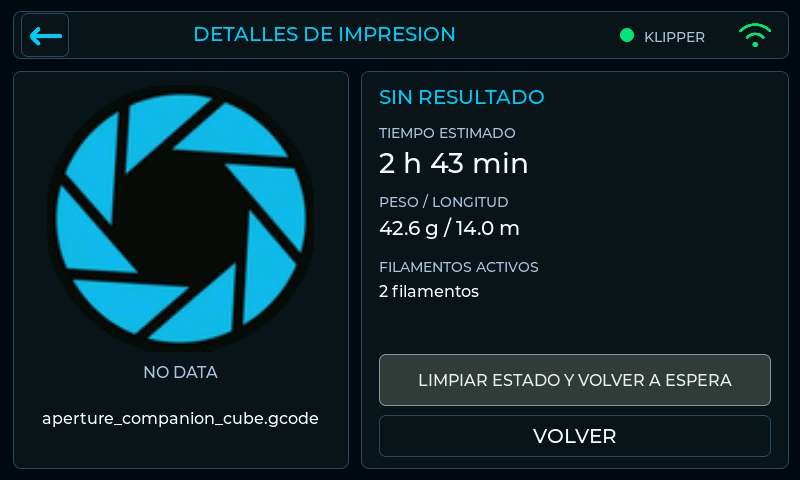 DETALLES DE IMPRESION
KLIPPER
NO DATA
aperture_companion_cube.gcode
SIN RESULTADO
TIEMPO ESTIMADO
2 h 43 min
PESO / LONGITUD
42.6 g / 14.0 m
FILAMENTOS ACTIVOS
2 filamentos
LIMPIAR ESTADO Y VOLVER A ESPERA
VOLVER